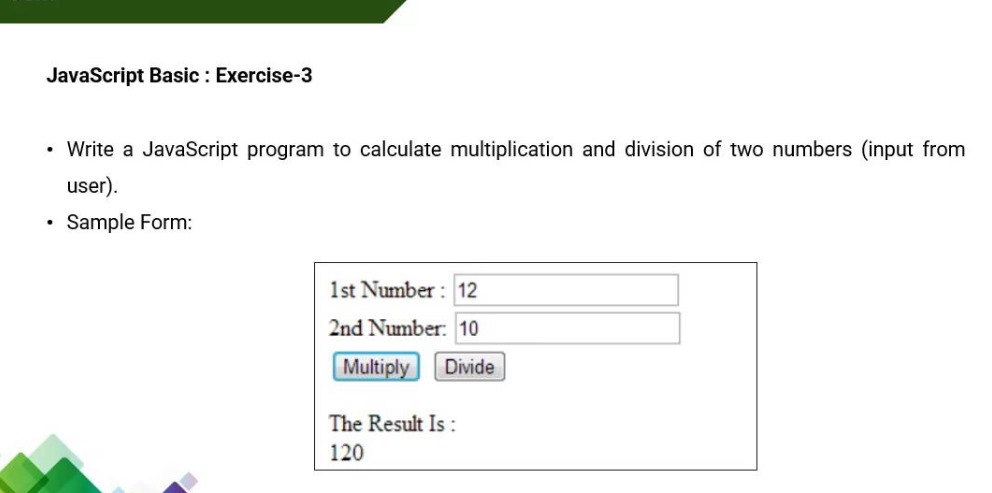 JavaScript Basic : Exercise-3
• Write a JavaScript program to calculate multiplication and division of two numbers (input from
user).
• Sample Form:
1st Number : 12
2nd Number: 10
Multiply Divide
The Result Is :
120